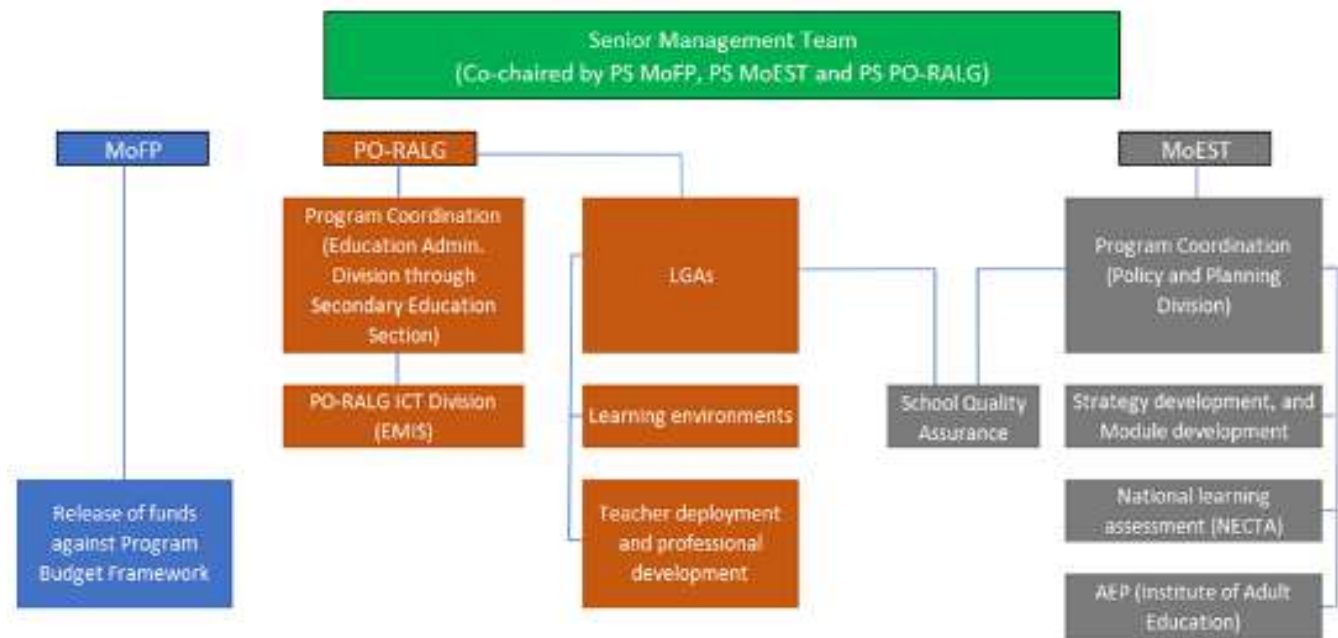 Senior Management Team
(Co-chaired by PS MoFP, PS MoEST and PS PO-RALG)
MoFP
PO-RALG
MoEST
Program Coordination
(Education Admin.
Division through
Secondary Education
Section)
LGAs
Program Coordination
(Policy and Planning
Division)
PO-RALG ICT Division
(EMIS)
Learning environments
School Quality
Assurance
Strategy development, and
Module development
Release of funds
against Program
Budget Framework
Teacher deployment
and professional
development
National learning
assessment (NECTA)
AEP (Institute of Adult
Education)